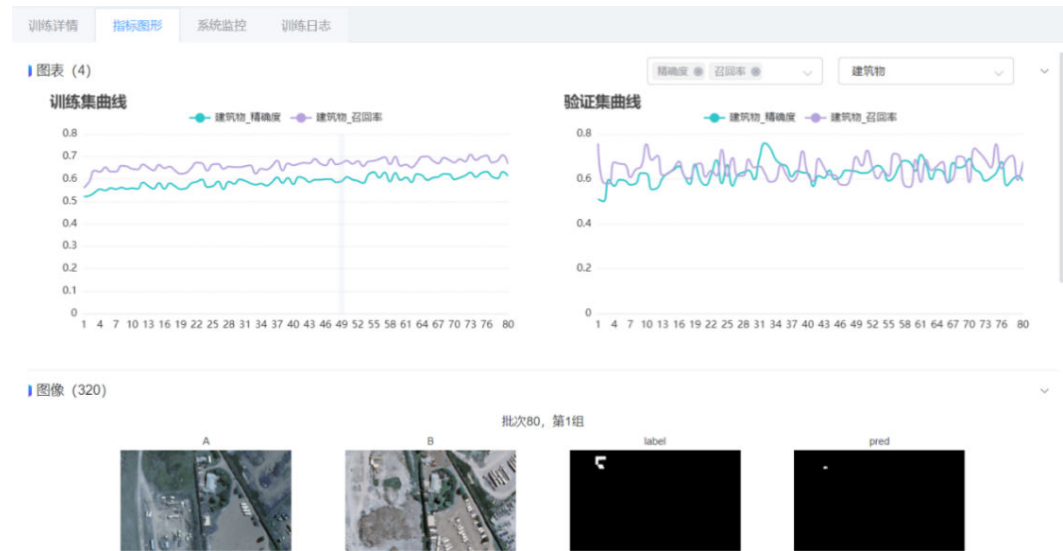 训练详情 指标图形 系统监控 训练日志
图表 (4) 精确度 召回率 建筑物
训练集曲线
建筑物_精确度 建筑物_召回率
0.8
0.7
0.6
0.5
0.4
0.3
0.2
0.1
0
1 4 7 10 13 16 19 22 25 28 31 34 37 40 43 46 49 52 55 58 61 64 67 70 73 76 80
验证集曲线
建筑物_精确度 建筑物_召回率
0.8
0.6
0.4
0.2
0
1 4 7 10 13 16 19 22 25 28 31 34 37 40 43 46 49 52 55 58 61 64 67 70 73 76 80
图像 (320)
批次80，第1组
A B label pred